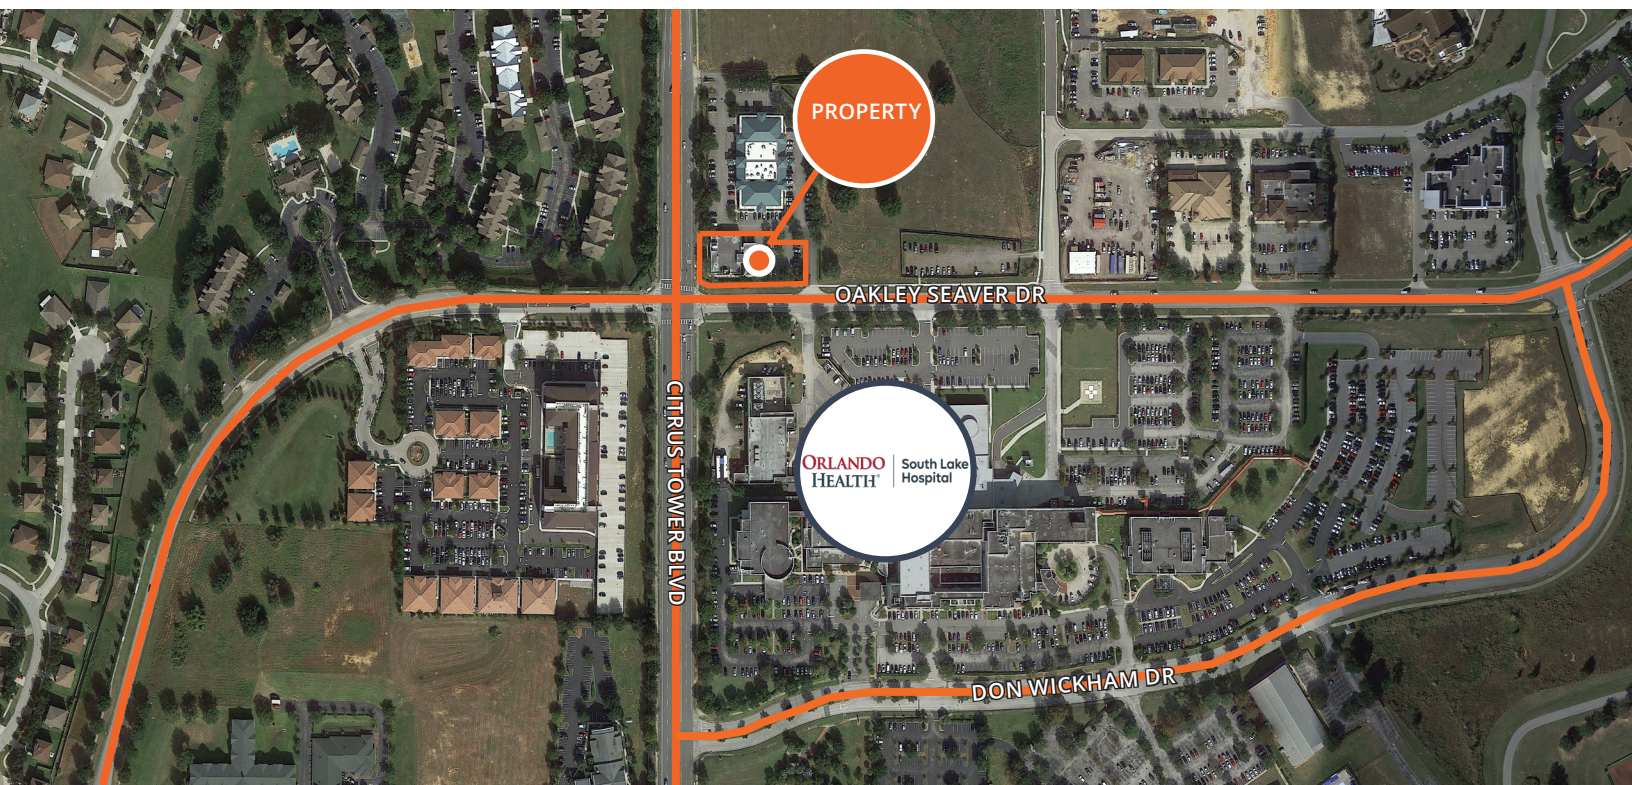 PROPERTY
OAKLEY SEAVER DR
CITRUS TOWER BLVD
ORLANDO
HEALTH®
South Lake
Hospital
DON WICKHAM DR